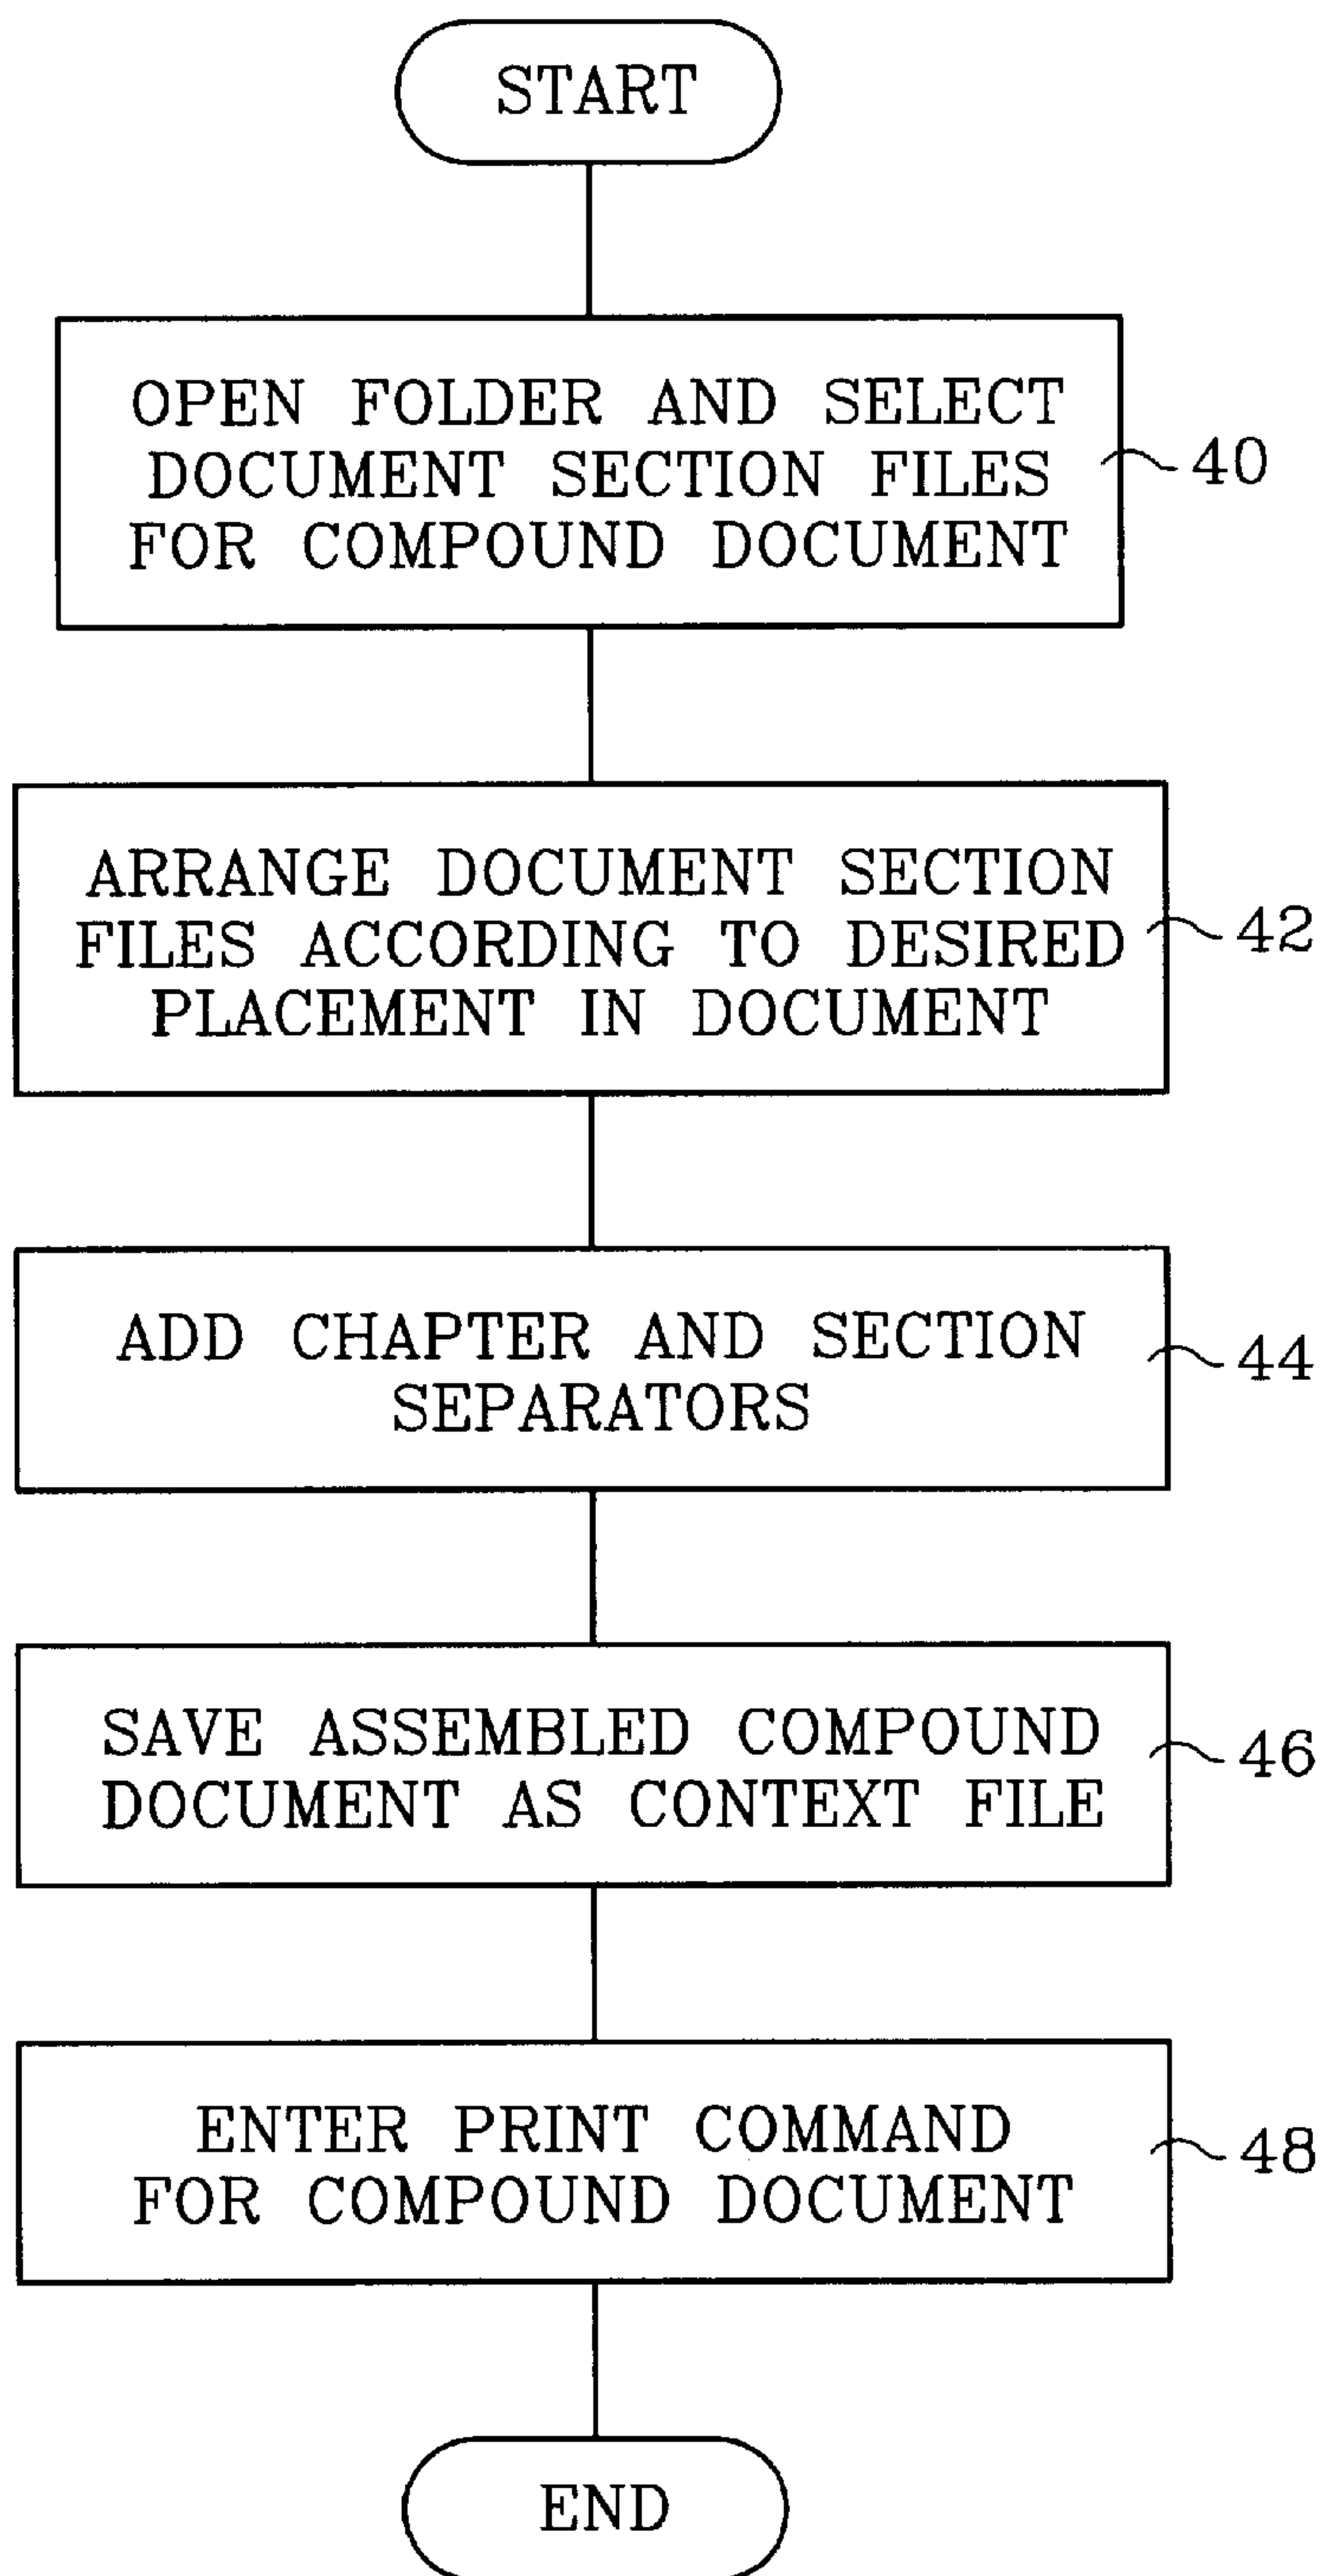 START
OPEN FOLDER AND SELECT
DOCUMENT SECTION FILES
FOR COMPOUND DOCUMENT
40
ARRANGE DOCUMENT SECTION
FILES ACCORDING TO DESIRED
PLACEMENT IN DOCUMENT
42
ADD CHAPTER AND SECTION
SEPARATORS
44
SAVE ASSEMBLED COMPOUND
DOCUMENT AS CONTEXT FILE
46
ENTER PRINT COMMAND
FOR COMPOUND DOCUMENT
48
END